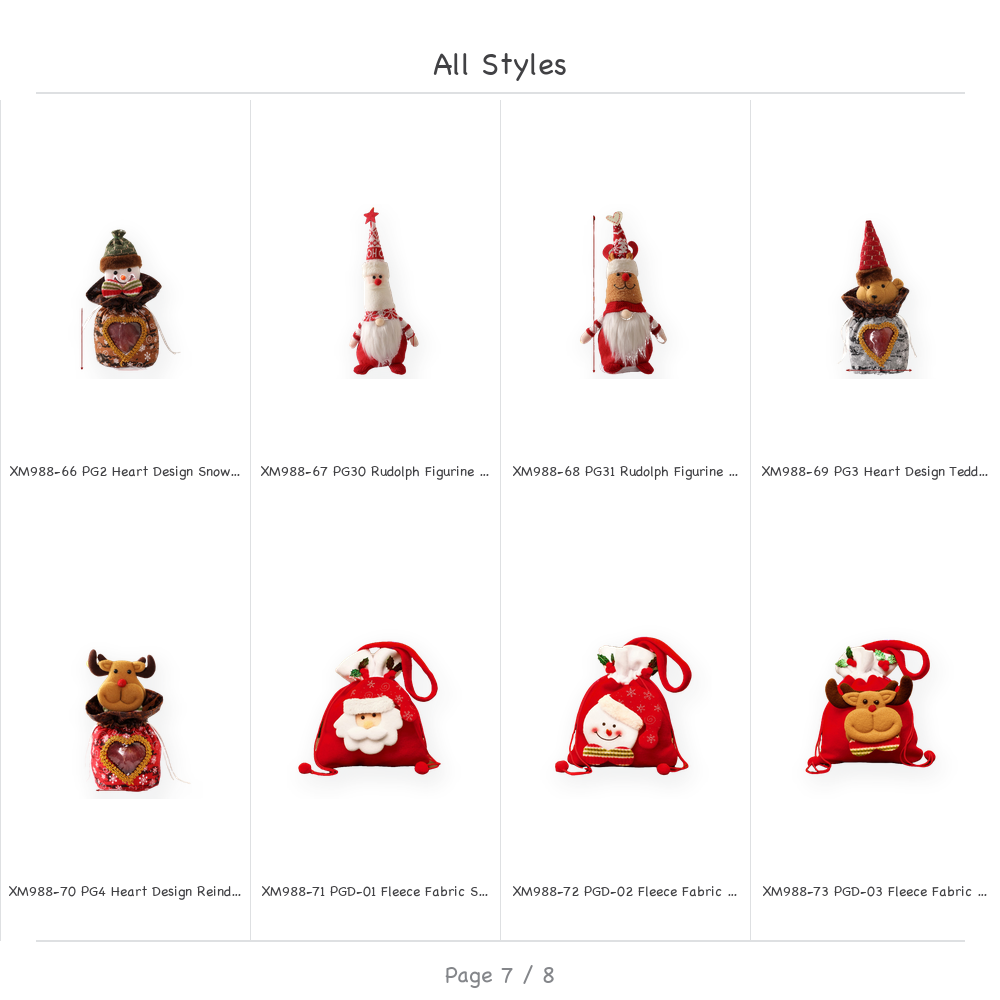 All Styles
XM988-66 PG2 Heart Design Snow...
XM988-67 PG30 Rudolph Figurine ...
XM988-68 PG31 Rudolph Figurine ...
XM988-69 PG3 Heart Design Tedd...
XM988-70 PG4 Heart Design Reind...
XM988-71 PGD-01 Fleece Fabric S...
XM988-72 PGD-02 Fleece Fabric ...
XM988-73 PGD-03 Fleece Fabric ...
Page 7 / 8